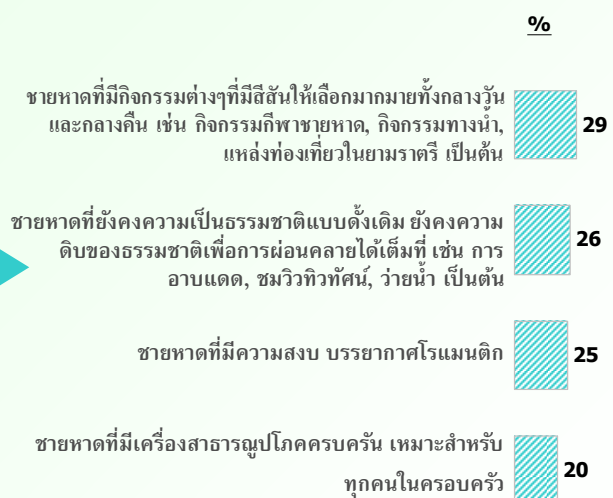 %
ชายหาดที่มีกิจกรรมต่างๆที่มีสีสันให้เลือกมากมายทั้งกลางวัน
และกลางคืน เช่น กิจกรรมกีฬาชายหาด, กิจกรรมทางน้ำ,
แหล่งท่องเที่ยวในยามราตรี เป็นต้น
29
ชายหาดที่ยังคงความเป็นธรรมชาติแบบดั้งเดิม ยังคงความ
ดิบของธรรมชาติเพื่อการผ่อนคลายได้เต็มที่ เช่น การ
อาบแดด, ชมวิวทิวทัศน์, ว่ายน้ำ เป็นต้น
26
ชายหาดที่มีความสงบ บรรยากาศโรแมนติก
25
ชายหาดที่มีเครื่องสาธารณูปโภคครบครัน เหมาะสำหรับ
ทุกคนในครอบครัว
20